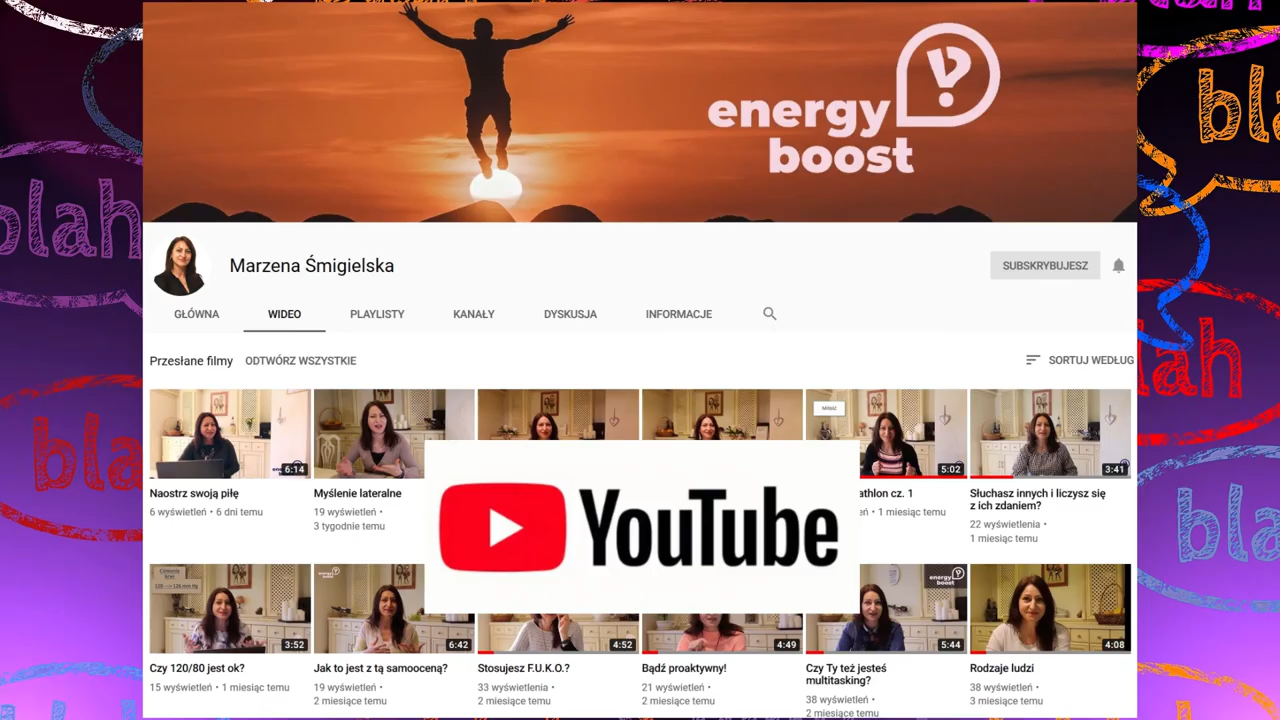 blah
bla
blah
bla
blah
bla
energy
boost
Marzena Śmigielska
SUBSKRYBUJESZ
GŁÓWNA WIDEO PLAYLISTY KANAŁY DYSKUSJA INFORMACJE
Przesłane filmy ODTWÓRZ WSZYSTKIE SORTUJ WEDŁUG
6:14 5:02 3:41
Naostrz swoją piłę
6 wyświetleń • 6 dni temu
Myślenie lateralne
19 wyświetleń •
3 tygodnie temu
athlon cz. 1
• 1 miesiąc temu
Słuchasz innych i liczysz się
z ich zdaniem?
22 wyświetlenia •
1 miesiąc temu
YouTube
energy
boost
3:52 6:42 4:52 4:49 5:44 4:08
Czy 120/80 jest ok?
15 wyświetleń • 1 miesiąc temu
Jak to jest z tą samooceną?
19 wyświetleń •
2 miesiące temu
Stosujesz F.U.K.O.?
33 wyświetlenia •
2 miesiące temu
Bądź proaktywny!
21 wyświetleń •
2 miesiące temu
Czy Ty też jesteś
multitasking?
38 wyświetleń •
2 miesiące temu
Rodzaje ludzi
38 wyświetleń •
3 miesiące temu